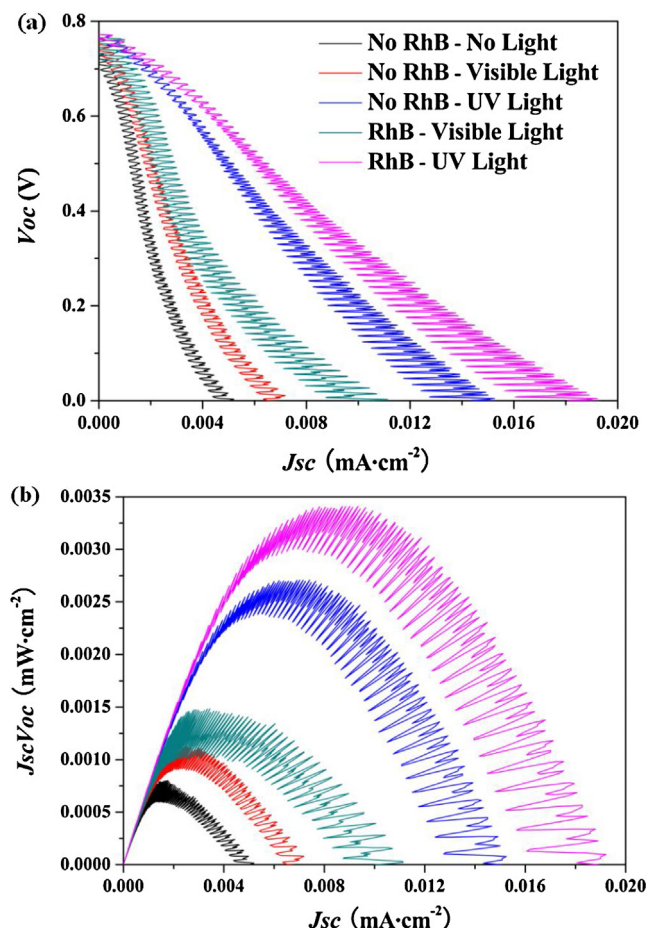 (a)
0.8
0.6
0.4
0.2
0.0
Voc (V)
No RhB - No Light
No RhB - Visible Light
No RhB - UV Light
RhB - Visible Light
RhB - UV Light
0.000 0.004 0.008 0.012 0.016 0.020
Jsc (mA·cm-2)
(b)
0.0035
0.0030
0.0025
0.0020
0.0015
0.0010
0.0005
0.0000
JscVoc (mW·cm-2)
0.000 0.004 0.008 0.012 0.016 0.020
Jsc (mA·cm-2)